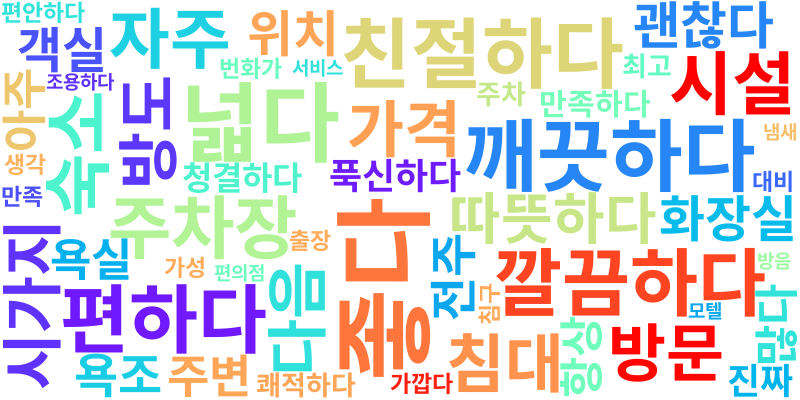 편안하다
객실
자주
위치
친절하다
괜찮다
번화가
서비스
최고
조용하다
아주
숙소
방도
넓다
가격
주차
만족하다
시설
냄새
생각
청결하다
푹신하다
깨끗하다
대비
만족
주차장
좋다
따뜻하다
화장실
시가지
욕실
출장
가성
편의점
다음
전주
침구
깔끔하다
방음
모텔
많다
편하다
욕조
주변
쾌적하다
가깝다
침대
항상
방문
진짜